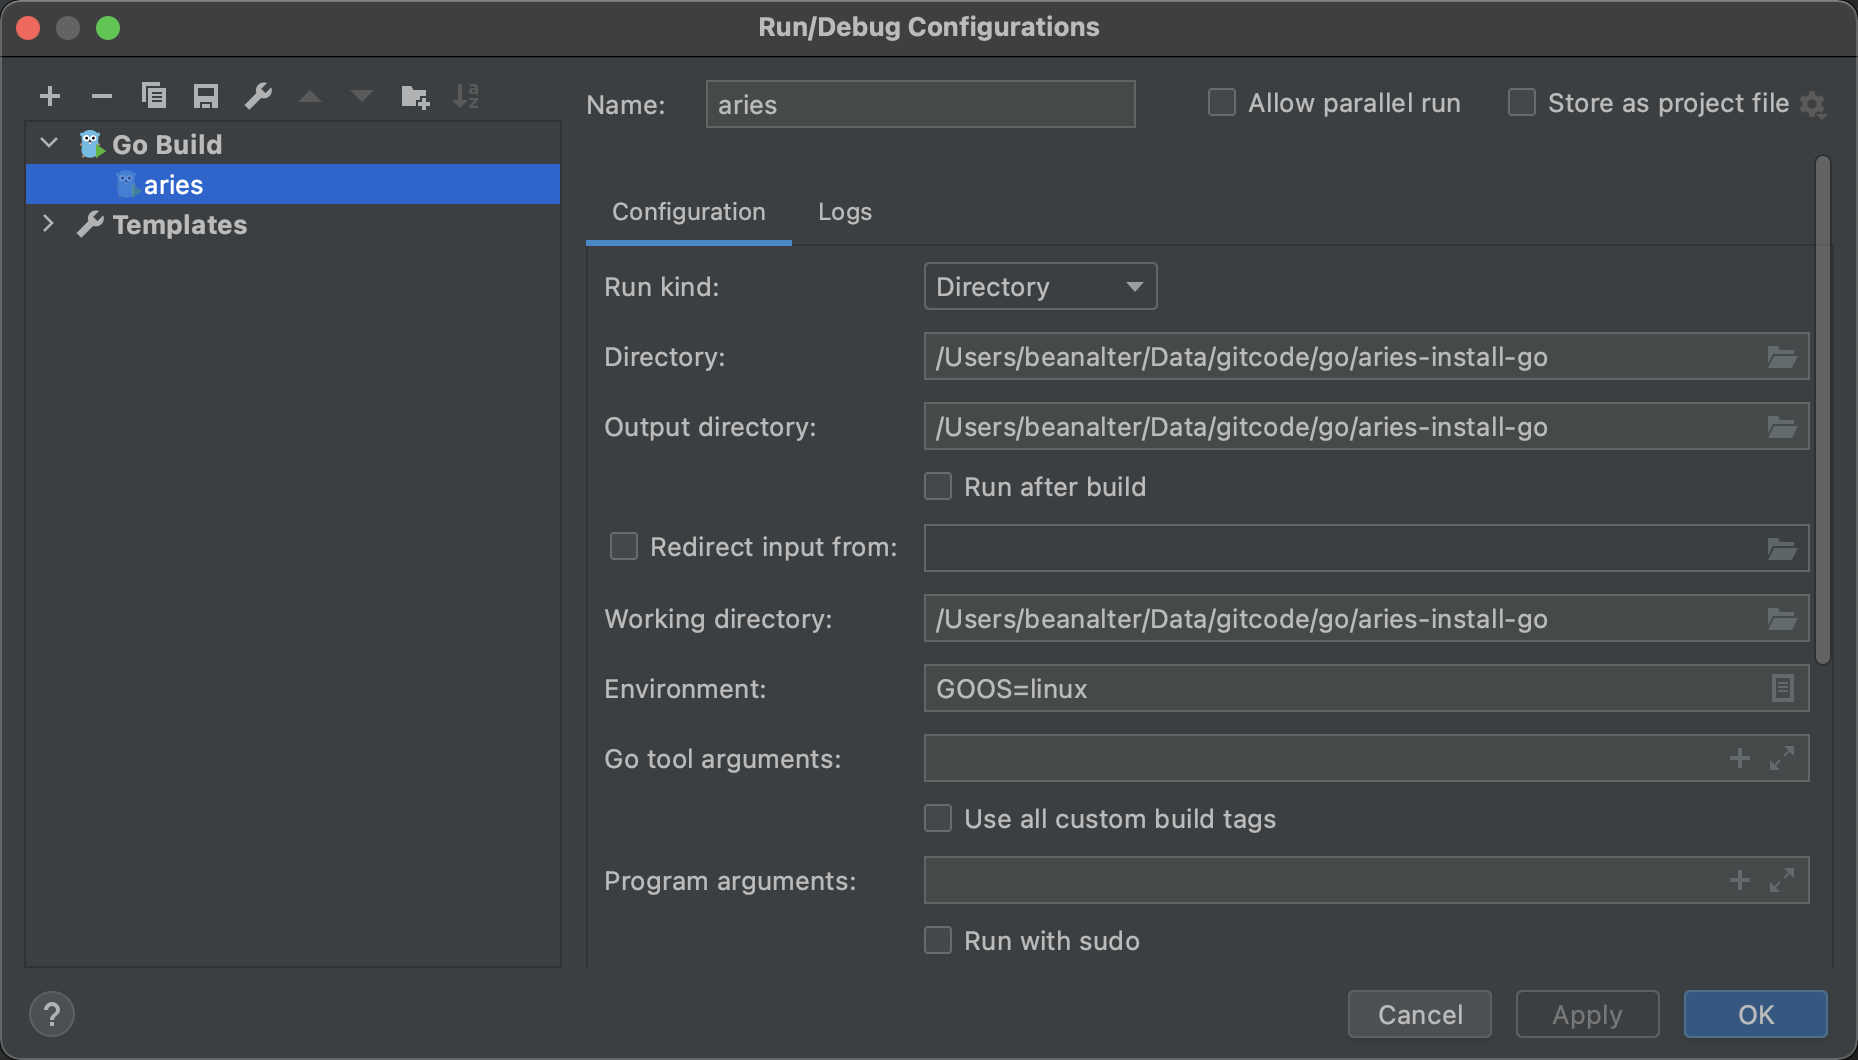 Run/Debug Configurations
Name: aries
Allow parallel run
Store as project file
Go Build
aries
Templates
Configuration
Logs
Run kind: Directory
Directory: /Users/beanalter/Data/gitcode/go/aries-install-go
Output directory: /Users/beanalter/Data/gitcode/go/aries-install-go
Run after build
Redirect input from:
Working directory: /Users/beanalter/Data/gitcode/go/aries-install-go
Environment: GOOS=linux
Go tool arguments:
Use all custom build tags
Program arguments:
Run with sudo
?
Cancel
Apply
OK